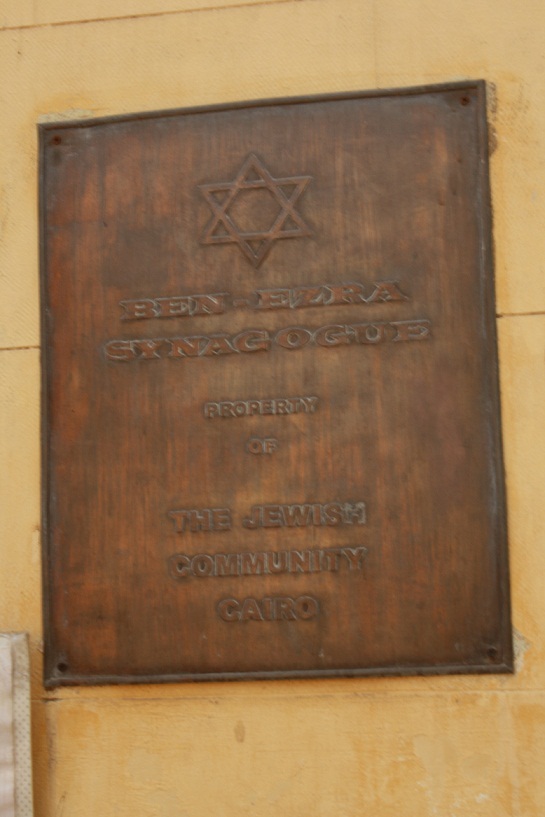 BEN-EZRA
SYNAGOGUE
PROPERTY
OF
THE JEWISH
COMMUNITY
CAIRO